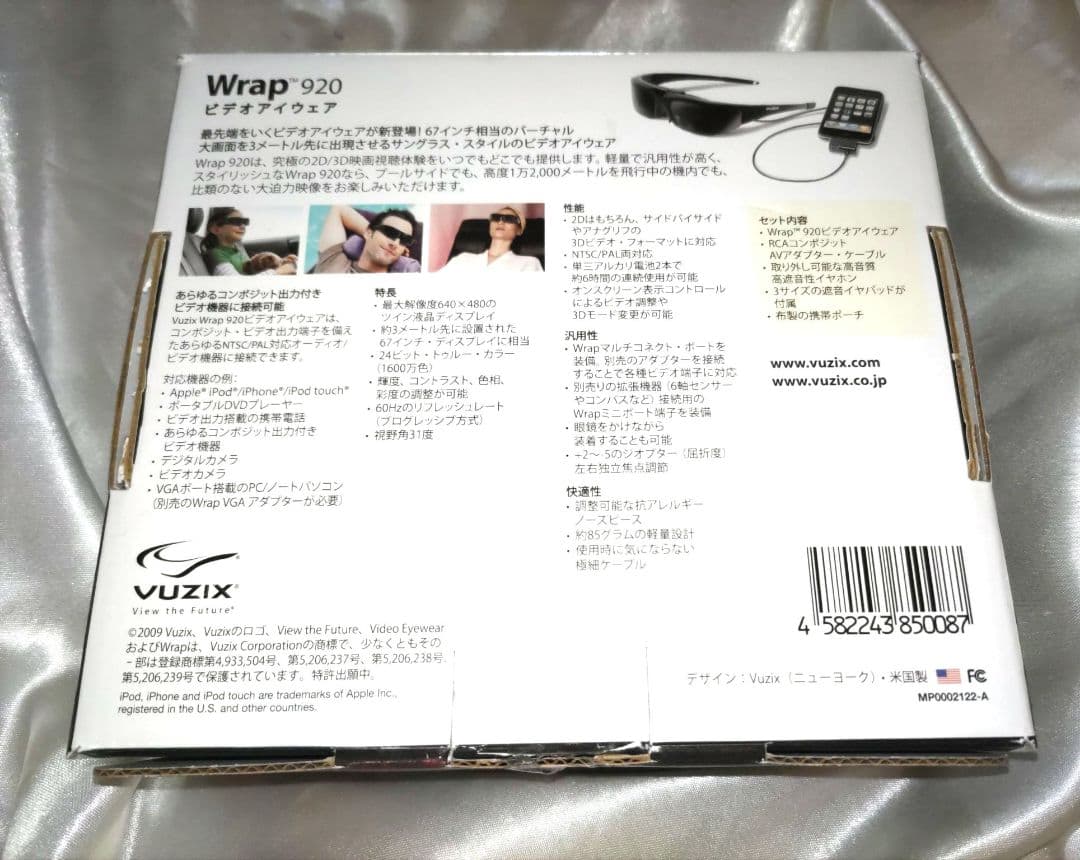 Wrap™ 920
ビデオアイウェア
最先端をいくビデオアイウェアが新登場! 67インチ相当のバーチャル
大画面を3メートル先に出現させるサングラス・スタイルのビデオアイウェア
Wrap 920は、究極の2D/3D映画視聴体験をいつでもどこでも提供します。軽量で汎用性が高く、
スタイリッシュなWrap 920なら、プールサイドでも、高度1万2,000メートルを飛行中の機内でも、
比類のない大迫力映像をお楽しみいただけます。
あらゆるコンポジット出力付き
ビデオ機器に接続可能
Vuzix Wrap 920ビデオアイウェアは、
コンポジット・ビデオ出力端子を備え
たあらゆるNTSC/PAL対応オーディオ/
ビデオ機器に接続できます。
対応機器の例:
・Apple® iPod®/iPhone®/iPod touch®
・ポータブルDVDプレーヤー
・ビデオ出力搭載の携帯電話
・あらゆるコンポジット出力付き
ビデオ機器
・デジタルカメラ
・ビデオカメラ
・VGAポート搭載のPC/ノートパソコン
(別売のWrap VGA アダプターが必要)
特長
・最大解像度640×480の
ツイン液晶ディスプレイ
・約3メートル先に設置された
67インチ・ディスプレイに相当
・24ビット・トゥルー・カラー
(1600万色)
・輝度、コントラスト、色相、
彩度の調整が可能
・60Hzのリフレッシュレート
(プログレッシブ方式)
・視野角31度
性能
・2Dはもちろん、サイドバイサイド
やアナグリフの
3Dビデオ・フォーマットに対応
・NTSC/PAL両対応
・単三アルカリ電池2本で
約6時間の連続使用が可能
・オンスクリーン表示コントロール
によるビデオ調整や
3Dモード変更が可能
汎用性
・Wrapマルチコネクト・ポートを
装備。別売のアダプターを接続
することで各種ビデオ端子に対応
・別売りの拡張機器(6軸センサー
やコンパスなど)接続用の
Wrapミニポート端子を装備
・眼鏡をかけながら
装着することも可能
・+2~-5のジオプター(屈折度)
左右独立焦点調節
快適性
・調整可能な抗アレルギー
ノースピース
・約85グラムの軽量設計
・使用時に気にならない
極細ケーブル
セット内容
・Wrap™ 920ビデオアイウェア
・RCAコンポジット
AVアダプター・ケーブル
・取り外し可能な高音質
高遮音性イヤホン
・3サイズの遮音イヤパッドが
付属
・布製の携帯ポーチ
www.vuzix.com
www.vuzix.co.jp
VUZIX®
View the Future®
©2009 Vuzix、Vuzixのロゴ、View the Future、Video Eyewear
およびWrapは、Vuzix Corporationの商標で、少なくともその
一部は登録商標第4,933,504号、第5,206,237号、第5,206,238号、
第5,206,239号で保護されています。特許出願中。
iPod, iPhone and iPod touch are trademarks of Apple Inc.,
registered in the U.S. and other countries.
4 582243 850087
デザイン:Vuzix(ニューヨーク)・米国製 FC
MP0002122-A